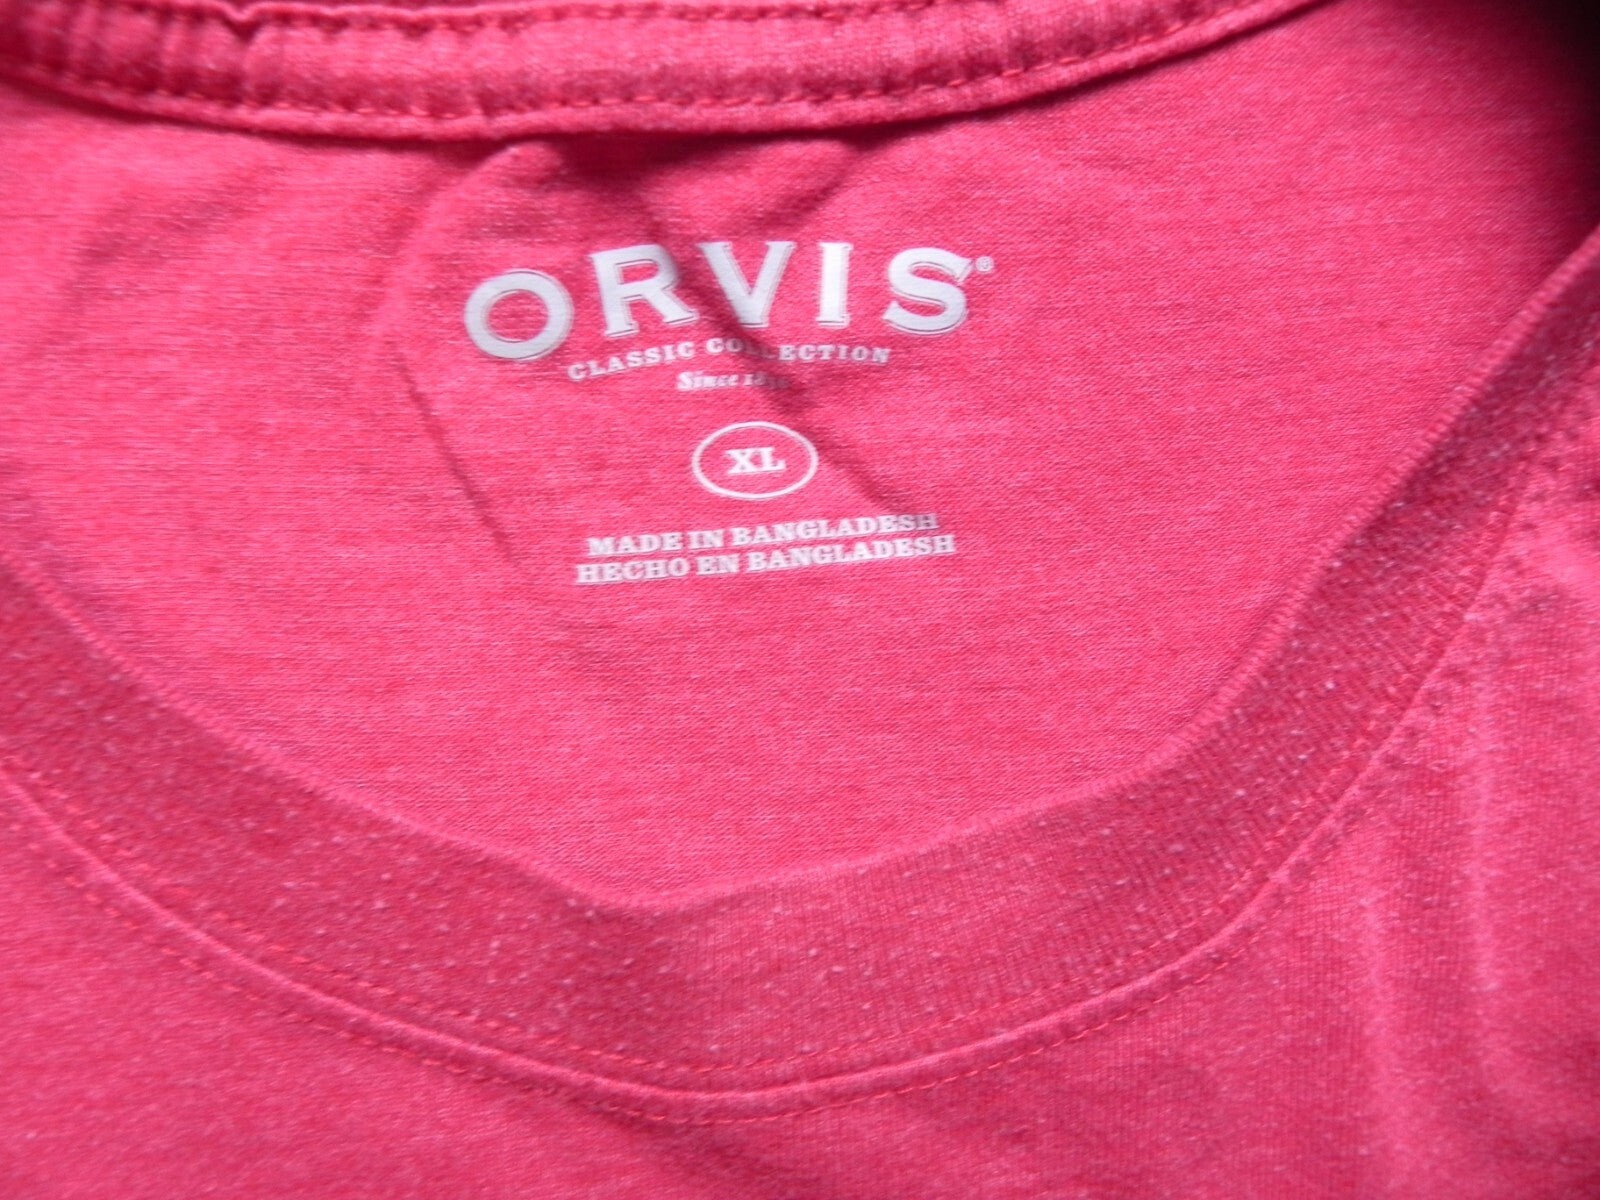 ORVIS®
CLASSIC COLLECTION
Since
XL
MADE IN BANGLADESH
HECHO EN BANGLADESH